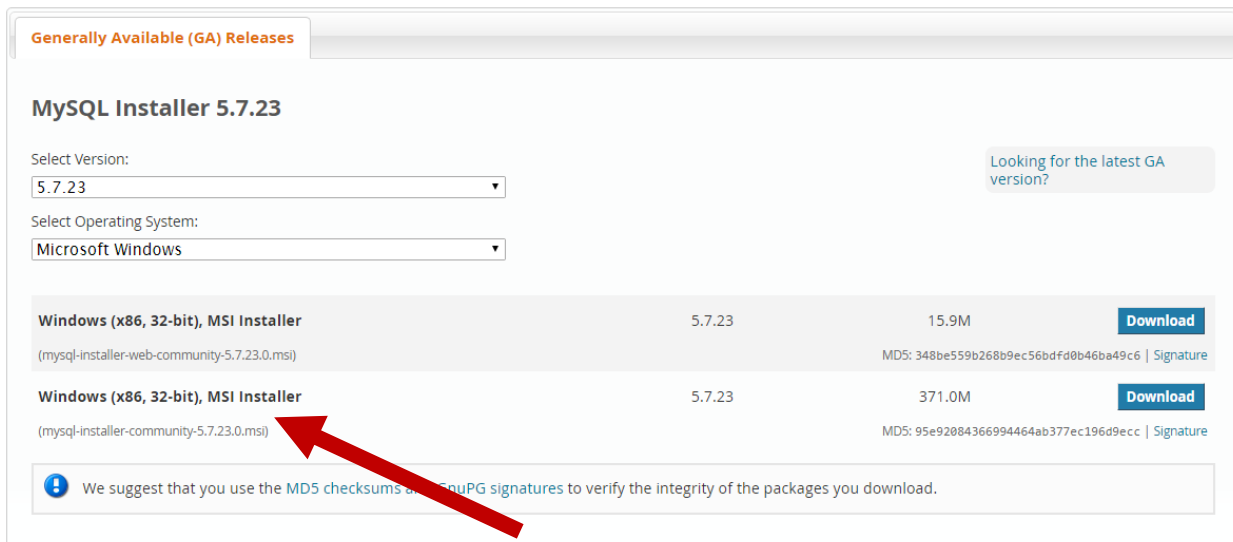 Generally Available (GA) Releases
MySQL Installer 5.7.23
Select Version:
5.7.23
Looking for the latest GA
version?
Select Operating System:
Microsoft Windows
Windows (x86, 32-bit), MSI Installer 5.7.23 15.9M Download
(mysql-installer-web-community-5.7.23.0.msi) MD5: 348be559b268b9ec56bdfd0b46ba49c6 | Signature
Windows (x86, 32-bit), MSI Installer 5.7.23 371.0M Download
(mysql-installer-community-5.7.23.0.msi) MD5: 95e92084366994464ab377ec196d9ecc | Signature
We suggest that you use the MD5 checksums GnuPG signatures to verify the integrity of the packages you download.